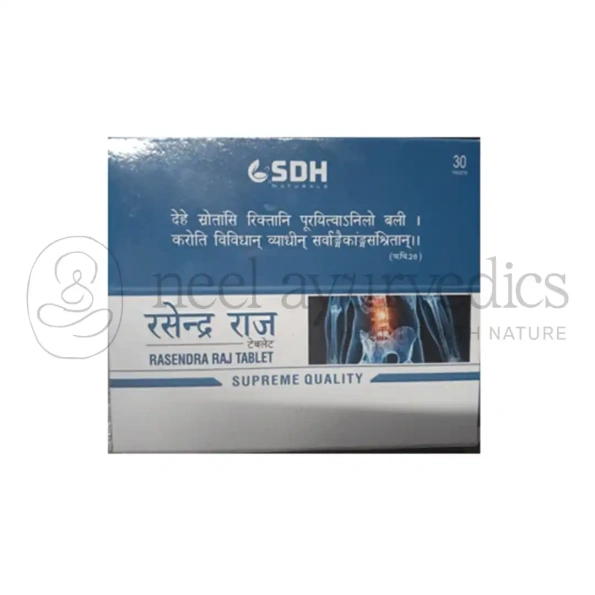 SDH
NATURALS
30
TABLETS
देहे स्रोतांसि रिक्तानि पूरयित्वाऽनिलो बली ।
करोति विविधान् व्याधीन् सर्वाङ्गैकांङ्गसंश्रितान्।।
neel ayurvedics
H NATURE
रसेन्द्र राज
टॅबलेट
RASENDRA RAJ TABLET
SUPREME QUALITY